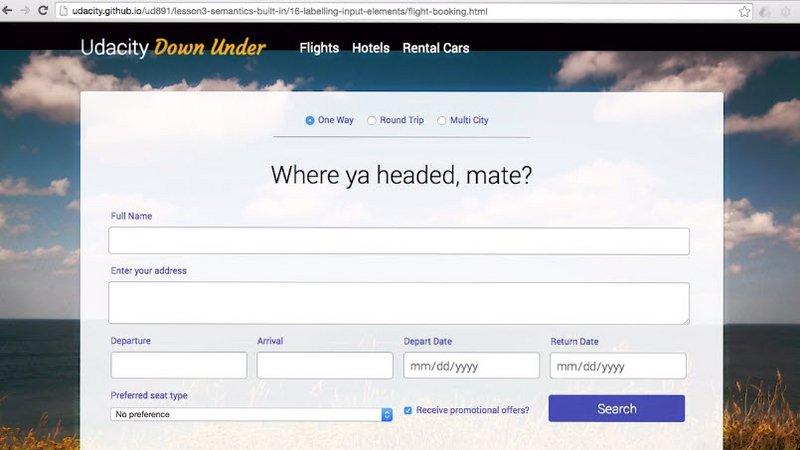 udacity.github.io/ud891/lesson3-semantics-built-in/16-labelling-input-elements/flight-booking.html
Udacity Down Under Flights Hotels Rental Cars
One Way Round Trip Multi City
Where ya headed, mate?
Full Name
Enter your address
Departure Arrival Depart Date Return Date
mm/dd/yyyy mm/dd/yyyy
Preferred seat type
No preference Receive promotional offers? Search